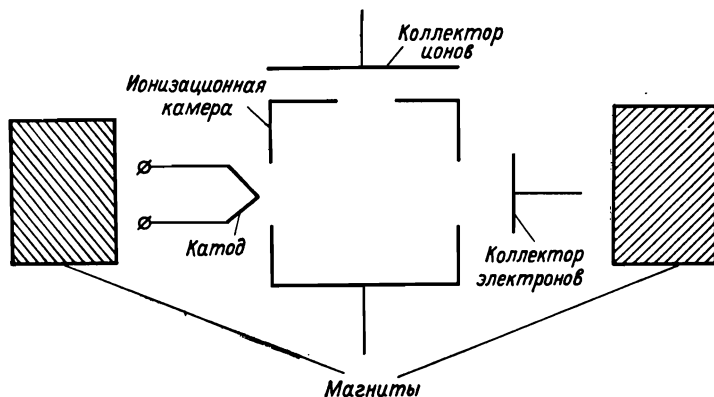 Коллектор
ионов
Ионизационная
камера
Катод
Коллектор
электронов
Магниты